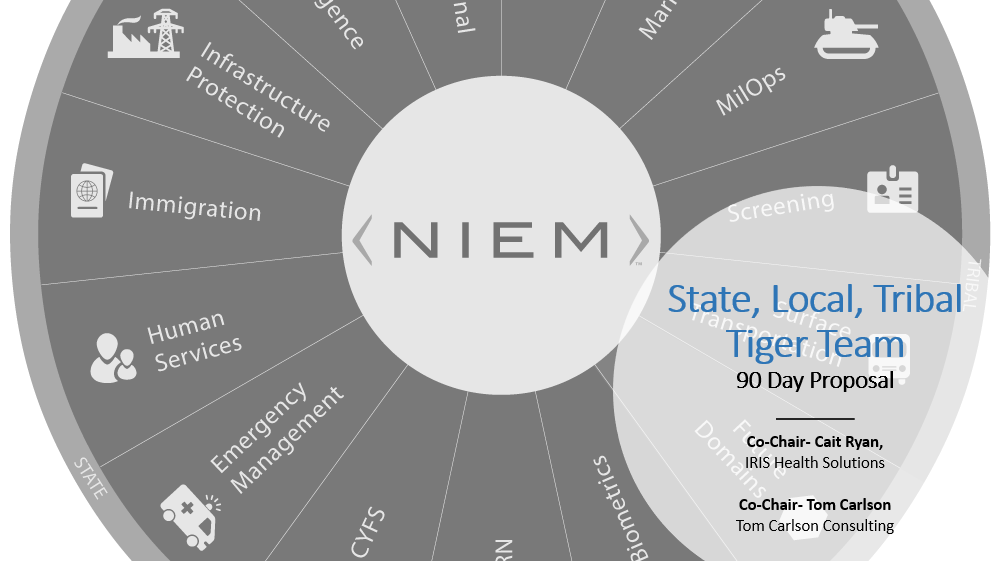 Infrastructure
Protection
Immigration
Human
Services
Emergency
Management
STATE
CYFS
Biometrics
MilOps
Screening
TRIBAL
Surface
Transportation
Future
Domains
< NIEM >
State, Local, Tribal
Tiger Team
90 Day Proposal
Co-Chair- Cait Ryan,
IRIS Health Solutions
Co-Chair- Tom Carlson
Tom Carlson Consulting